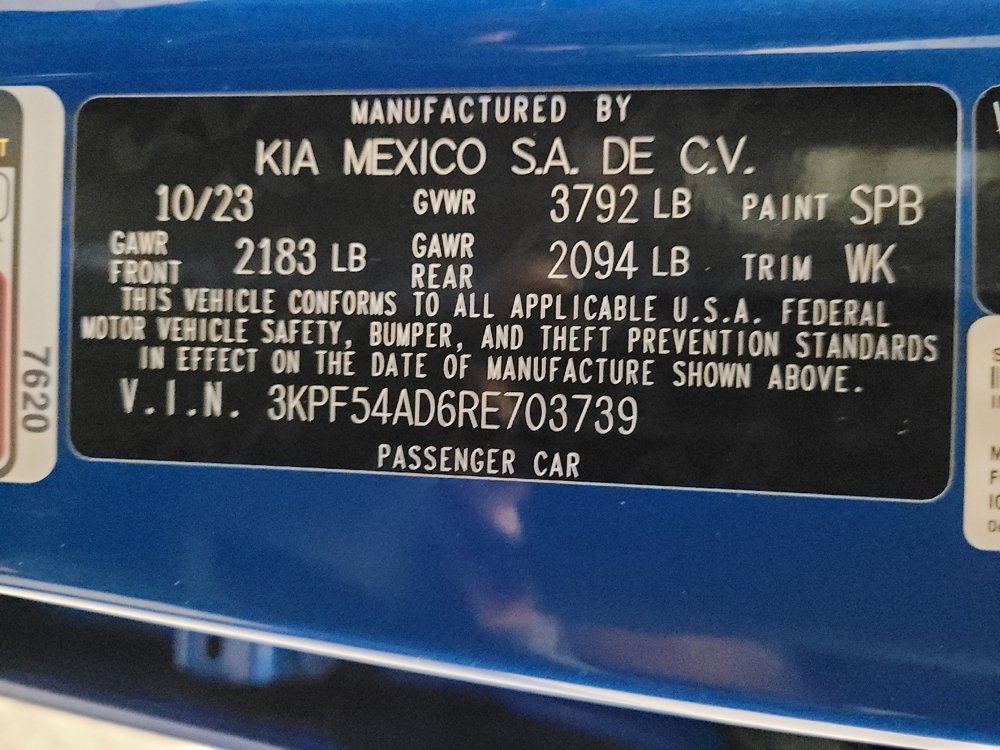 MANUFACTURED BY
KIA MEXICO S.A. DE C.V.
10/23 GVWR 3792 LB PAINT SPB
GAWR FRONT 2183 LB GAWR REAR 2094 LB TRIM WK
THIS VEHICLE CONFORMS TO ALL APPLICABLE U.S.A. FEDERAL
MOTOR VEHICLE SAFETY, BUMPER, AND THEFT PREVENTION STANDARDS
IN EFFECT ON THE DATE OF MANUFACTURE SHOWN ABOVE.
V.I.N. 3KPF54AD6RE703739
PASSENGER CAR
7620